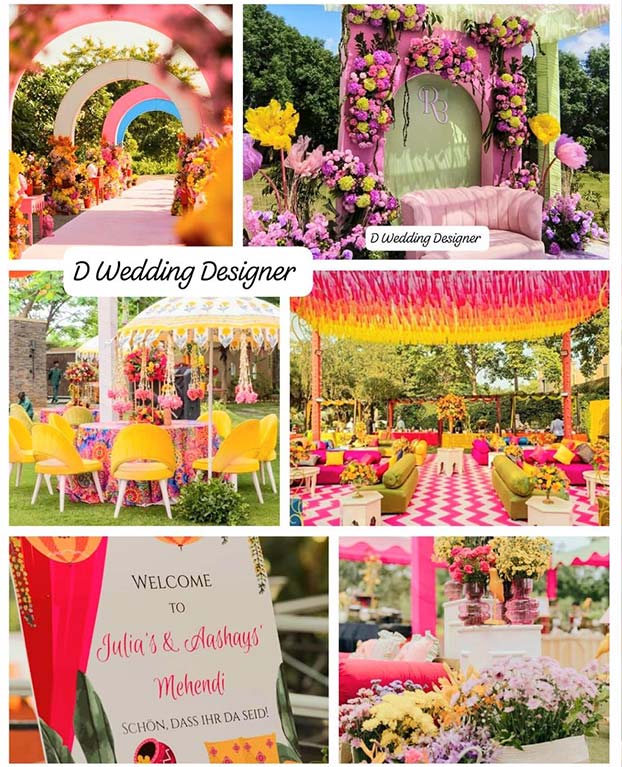 RB
D Wedding Designer
D Wedding Designer
WELCOME
TO
Julia's & Aashays'
Mehendi
SCHÖN, DASS IHR DA SEID!